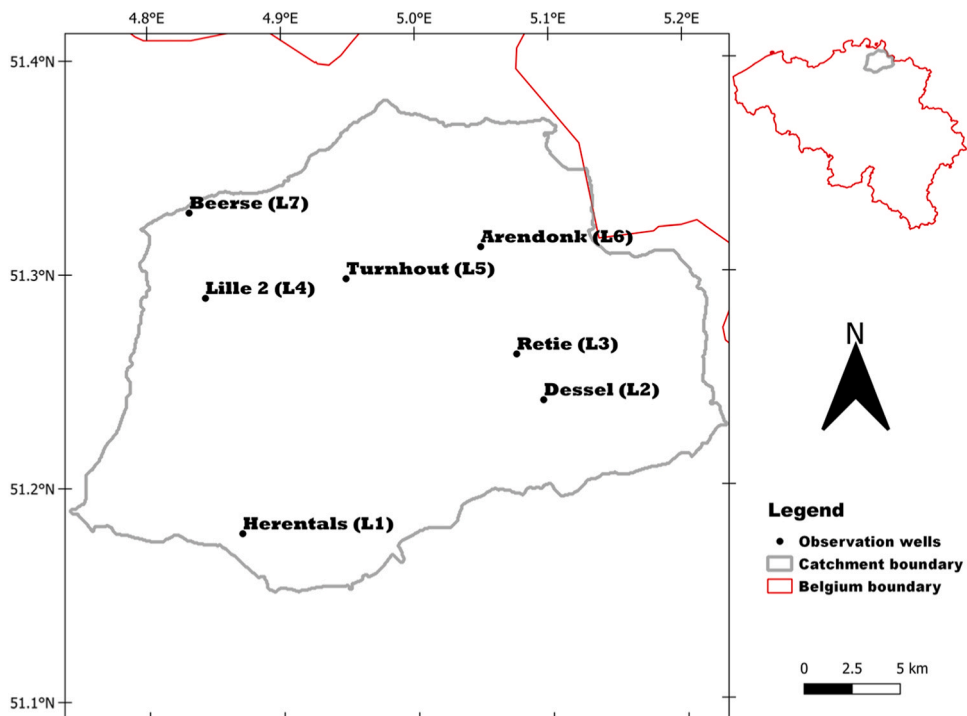 4.8°E 4.9°E 5.0°E 5.1°E 5.2°E
51.4°N
Beerse (L7)
Arendonk (L6)
51.3°N
Turnhout (L5)
Lille 2 (L4)
Retie (L3)
Dessel (L2)
51.2°N
Herentals (L1)
51.1°N
N
Legend
Observation wells
Catchment boundary
Belgium boundary
0 2.5 5 km